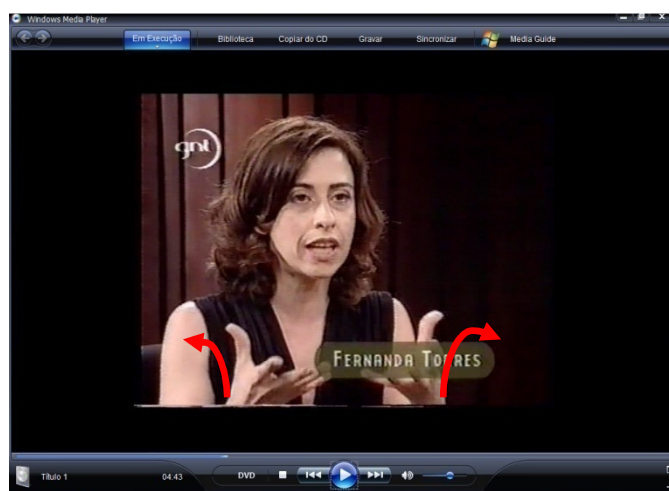 Windows Media Player
Em Execução Biblioteca Copiar do CD Gravar Sincronizar Media Guide
gnt
FERNANDA TORRES
Título 1 04:43 DVD